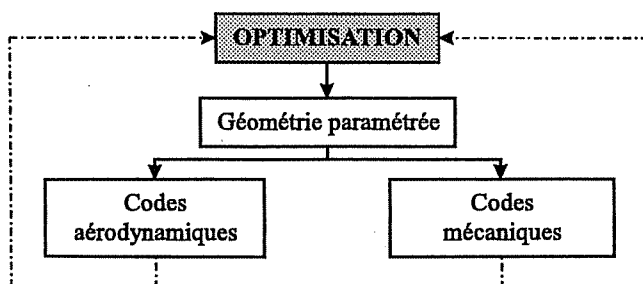 OPTIMISATION
Géométrie paramétrée
Codes
aérodynamiques
Codes
mécaniques